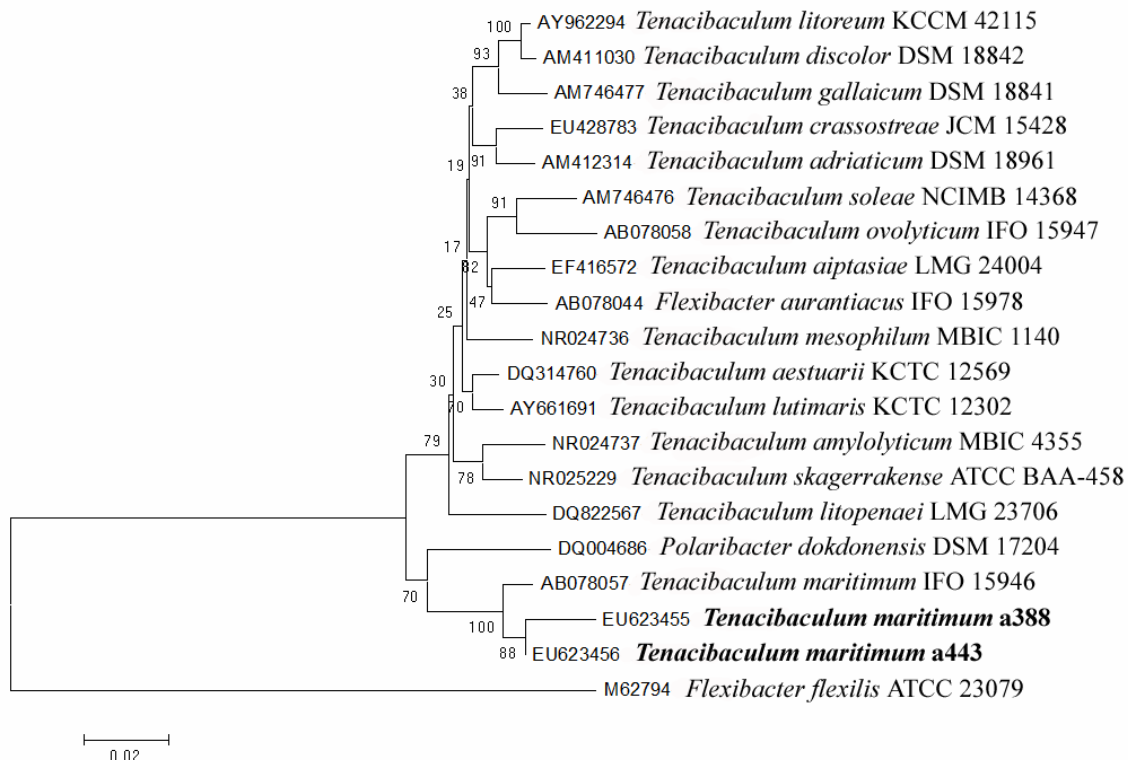 AY962294 Tenacibaculum litoreum KCCM 42115
100
AM411030 Tenacibaculum discolor DSM 18842
93
AM746477 Tenacibaculum gallaicum DSM 18841
38
EU428783 Tenacibaculum crassostreae JCM 15428
19 91
AM412314 Tenacibaculum adriaticum DSM 18961
AM746476 Tenacibaculum soleae NCIMB 14368
91
AB078058 Tenacibaculum ovolyticum IFO 15947
17
82
EF416572 Tenacibaculum aiptasiae LMG 24004
47
AB078044 Flexibacter aurantiacus IFO 15978
25
NR024736 Tenacibaculum mesophilum MBIC 1140
DQ314760 Tenacibaculum aestuarii KCTC 12569
30
70
AY661691 Tenacibaculum lutimaris KCTC 12302
79
NR024737 Tenacibaculum amylolyticum MBIC 4355
78
NR025229 Tenacibaculum skagerrakense ATCC BAA-458
DQ822567 Tenacibaculum litopenaei LMG 23706
DQ004686 Polaribacter dokdonensis DSM 17204
AB078057 Tenacibaculum maritimum IFO 15946
70
EU623455 Tenacibaculum maritimum a388
100
88
EU623456 Tenacibaculum maritimum a443
M62794 Flexibacter flexilis ATCC 23079
0.02